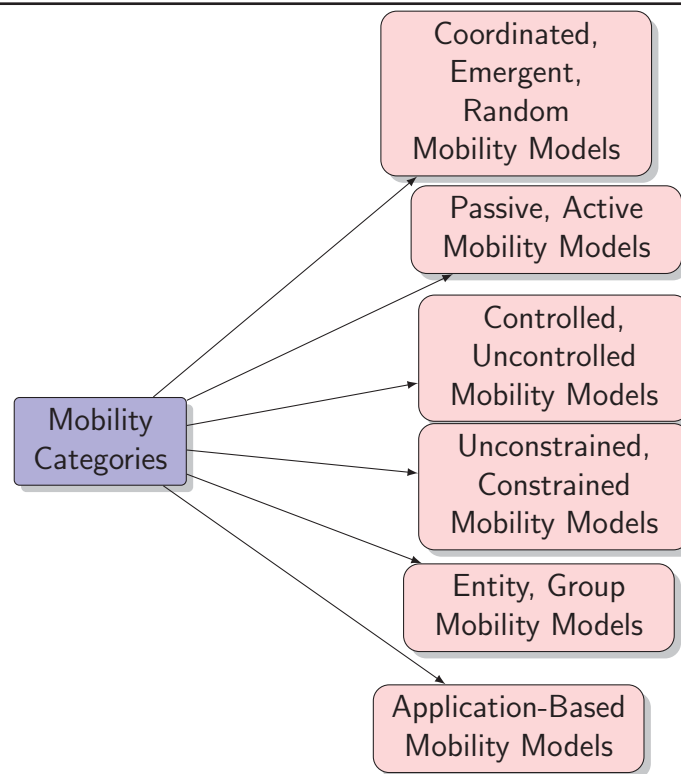 Coordinated,
Emergent,
Random
Mobility Models
Passive, Active
Mobility Models
Controlled,
Uncontrolled
Mobility Models
Mobility
Categories
Unconstrained,
Constrained
Mobility Models
Entity, Group
Mobility Models
Application-Based
Mobility Models